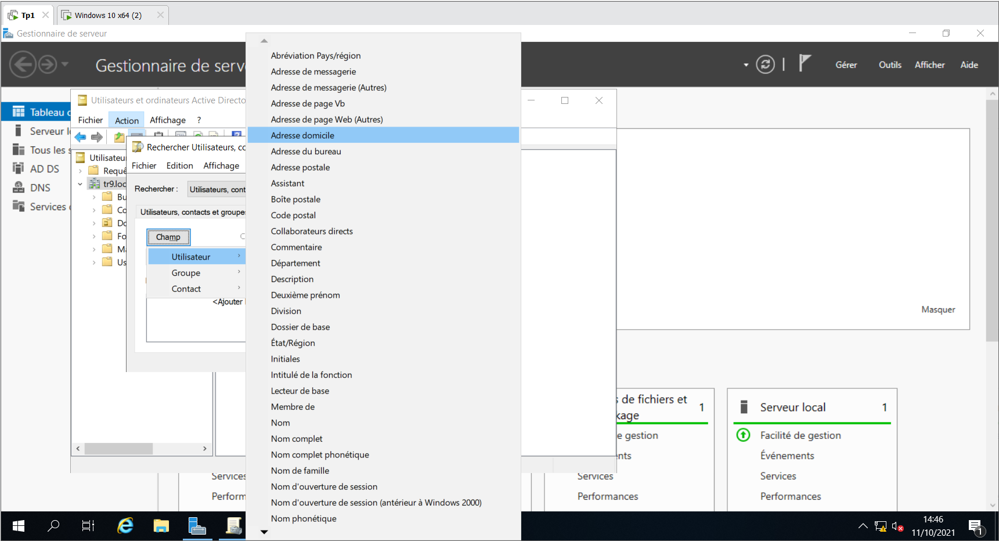 Tp1
Windows 10 x64 (2)
Gestionnaire de serveur
Gestionnaire de serv
Gérer
Outils
Afficher
Aide
Tableau
Serveur
Tous les s
AD DS
DNS
Services
Utilisateurs et ordinateurs Active Directo
Fichier
Action
Affichage
?
Utilisateu
Requê
tr9.loc
Bu
Co
Do
Fo
Ma
Us
Rechercher Utilisateurs, co
Fichier
Edition
Affichage
Rechercher :
Utilisateurs, cont
Utilisateurs, contacts et groupes
Champ
Utilisateur
Groupe
Contact
<Ajouter
Abréviation Pays/région
Adresse de messagerie
Adresse de messagerie (Autres)
Adresse de page Vb
Adresse de page Web (Autres)
Adresse domicile
Adresse du bureau
Adresse postale
Assistant
Boîte postale
Code postal
Collaborateurs directs
Commentaire
Département
Description
Deuxième prénom
Division
Dossier de base
État/Région
Initiales
Intitulé de la fonction
Lecteur de base
Membre de
Nom
Nom complet
Nom complet phonétique
Nom de famille
Nom d'ouverture de session
Nom d'ouverture de session (antérieur à Windows 2000)
Nom phonétique
Masquer
Services
Perform
s de fichiers et
kage
1
e gestion
nts
Services
Performances
Serveur local
1
Facilité de gestion
Événements
Services
Performances
14:46
11/10/2021
1